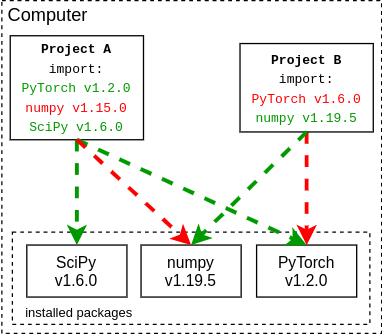 Computer
Project A
import:
PyTorch v1.2.0
numpy v1.15.0
SciPy v1.6.0
Project B
import:
PyTorch v1.6.0
numpy v1.19.5
SciPy
v1.6.0
numpy
v1.19.5
PyTorch
v1.2.0
installed packages